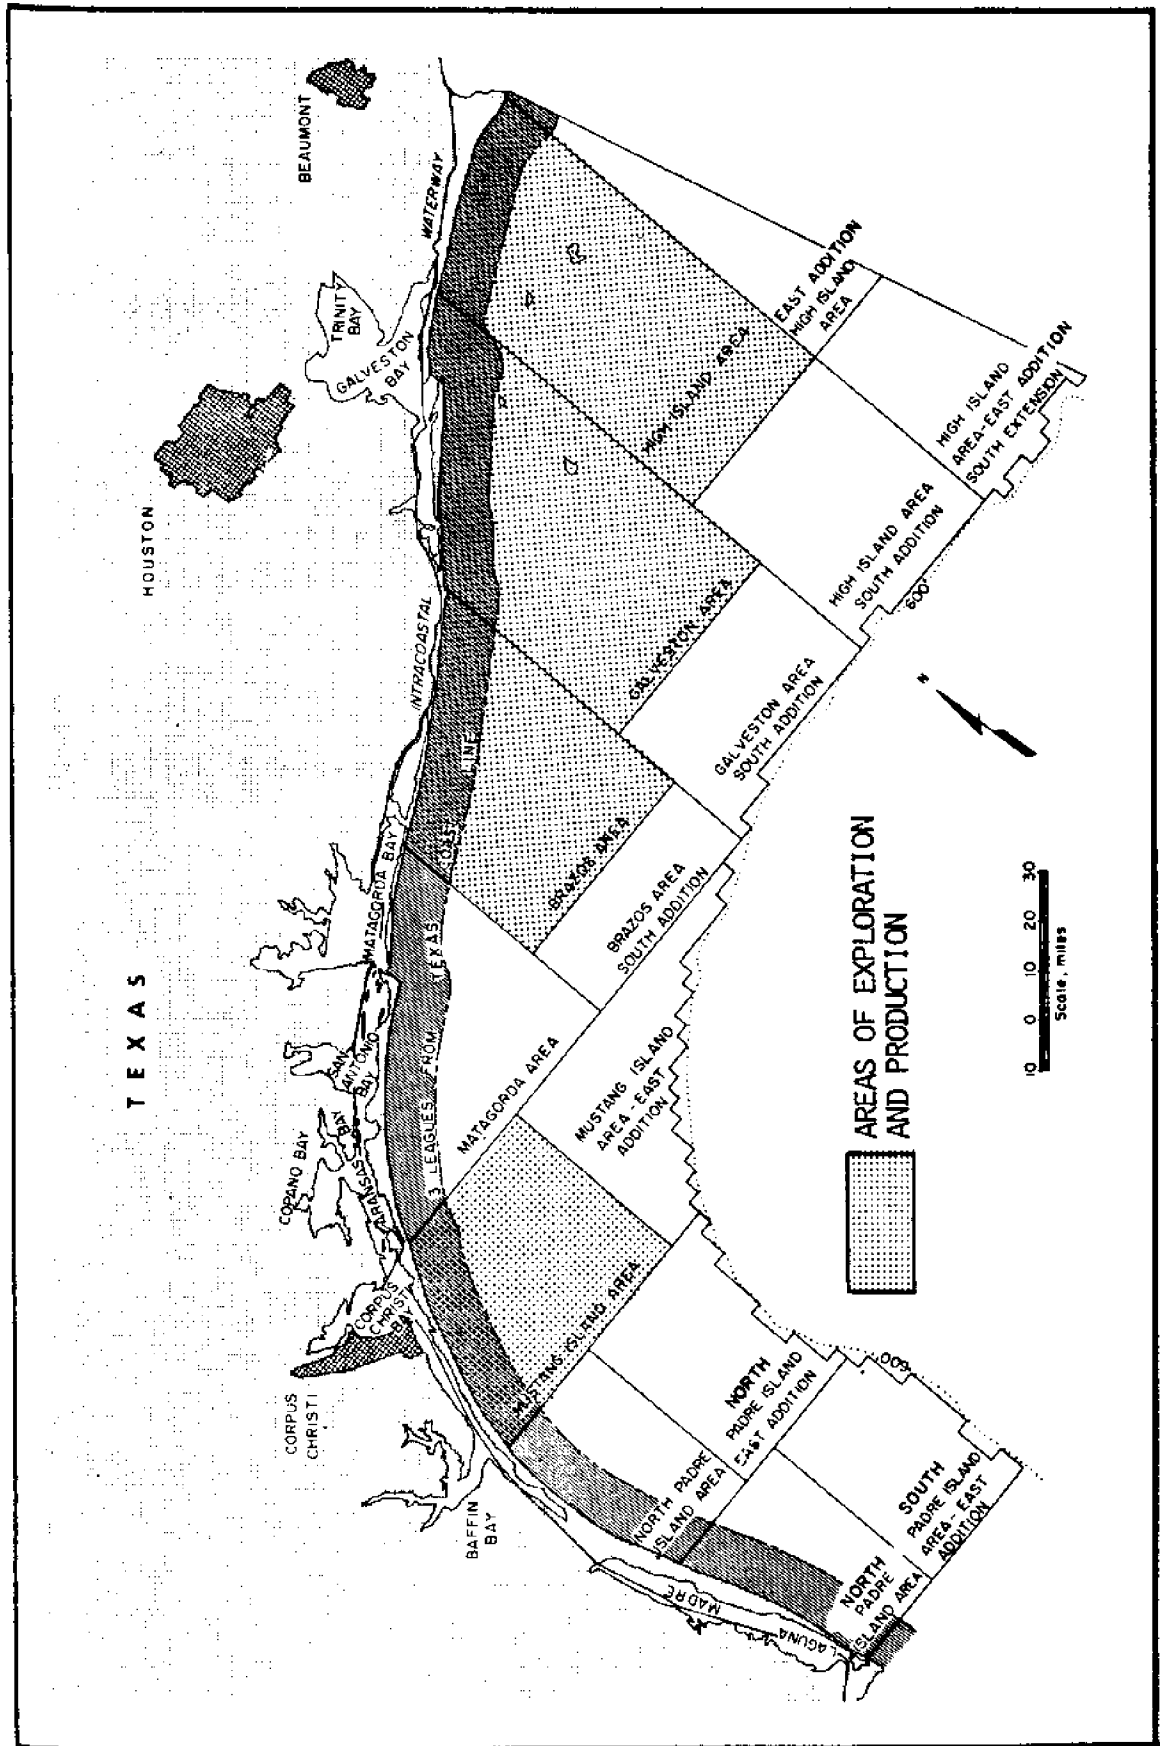 TEXAS
HOUSTON
BEAUMONT
TRINIT
BAY
GALVESTON
BAY
WATERWAY
INTRACOASTAL
MATAGORDA BAY
SAN
ANTONIO
BAY
COPANO BAY
ARANSAS BAY
CORPUS
CHRISTI
BAY
CORPUS
CHRISTI
BAFFIN
BAY
LAGUNA
MADRE
3 LEAGUES FROM TEXAS
OAST LINE
EAST ADDITION
HIGH ISLAND
AREA
HIGH ISLAND AREA
HIGH ISLAND
AREA-EAST ADDITION
SOUTH EXTENSION
HIGH ISLAND AREA
SOUTH ADDITION
600'
GALVESTON AREA
GALVESTON AREA
SOUTH ADDITION
BRAZOS AREA
BRAZOS AREA
SOUTH ADDITION
MATAGORDA AREA
MUSTANG ISLAND
AREA-EAST
ADDITION
MUSTANG ISLAND AREA
NORTH
PADRE ISLAND
EAST ADDITION
600'
NORTH PADRE
ISLAND AREA
SOUTH
PADRE ISLAND
AREA-EAST
ADDITION
NORTH
PADRE
ISLAND AREA
N
AREAS OF EXPLORATION
AND PRODUCTION
10 0 10 20 30
Scale, miles